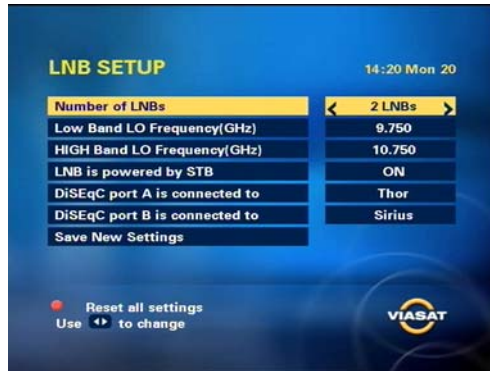 LNB SETUP 14:20 Mon 20
Number of LNBs 2 LNBs
Low Band LO Frequency(GHz) 9.750
HIGH Band LO Frequency(GHz) 10.750
LNB is powered by STB ON
DiSEqC port A is connected to Thor
DiSEqC port B is connected to Sirius
Save New Settings
Reset all settings
Use to change
VIASAT